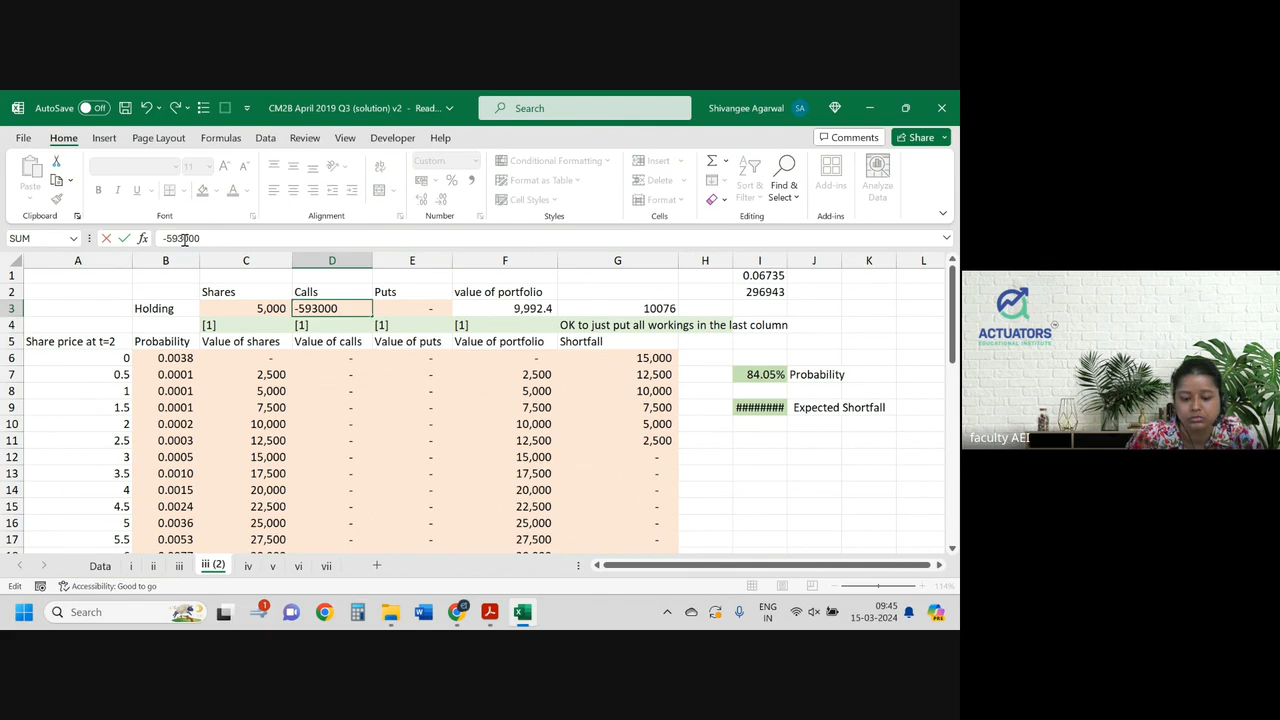 AutoSave Off CM2B April 2019 Q3 (solution) v2 - Read... Search Shivangee Agarwal SA
File Home Insert Page Layout Formulas Data Review View Developer Help Comments Share
Paste 11 A A Custom Conditional Formatting Insert Sort & Filter Find & Select Add-ins Analyze Data
B I U A % Format as Table Delete
Cell Styles Format
Clipboard Font Alignment Number Styles Cells Editing Add-ins
SUM fx -593000
A B C D E F G H I J K L
1 0.06735
2 Shares Calls Puts value of portfolio 296943
3 Holding 5,000 -593000 - 9,992.4 10076
4 [1] [1] [1] [1] OK to just put all workings in the last column
5 Share price at t=2 Probability Value of shares Value of calls Value of puts Value of portfolio Shortfall
6 0 0.0038 - - - - 15,000
7 0.5 0.0001 2,500 - - 2,500 12,500 84.05% Probability
8 1 0.0001 5,000 - - 5,000 10,000
9 1.5 0.0001 7,500 - - 7,500 7,500 ######## Expected Shortfall
10 2 0.0002 10,000 - - 10,000 5,000
11 2.5 0.0003 12,500 - - 12,500 2,500
12 3 0.0005 15,000 - - 15,000 -
13 3.5 0.0010 17,500 - - 17,500 -
14 4 0.0015 20,000 - - 20,000 -
15 4.5 0.0024 22,500 - - 22,500 -
16 5 0.0036 25,000 - - 25,000 -
17 5.5 0.0053 27,500 - - 27,500 -
Data i ii iii iii (2) iv v vi vii
Edit Accessibility: Good to go 114%
Search 1 ENG IN 09:45 15-03-2024
ACTUATORS
EDUCATIONAL INSTITUTE
faculty AEI